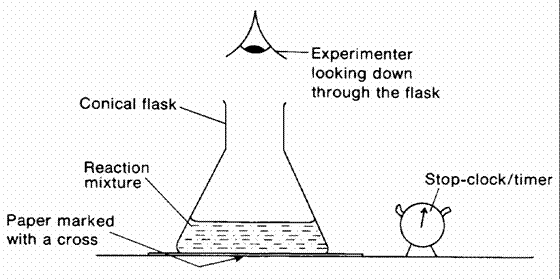 Experimenter
looking down
through the flask
Conical flask
Reaction
mixture
Stop-clock/timer
Paper marked
with a cross